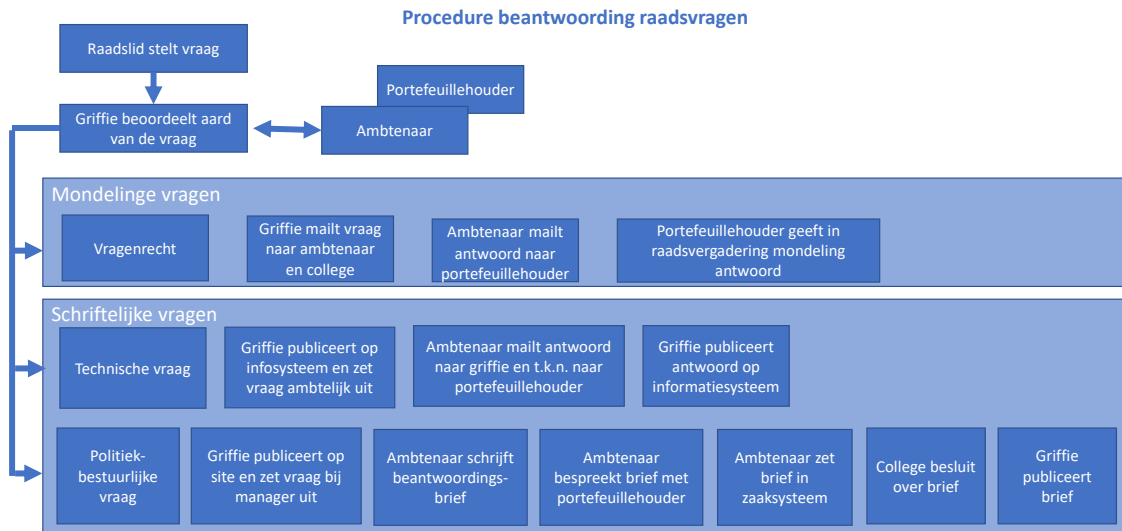 Procedure beantwoording raadsvragen
Raadslid stelt vraag
Portefeuillehouder
Griffie beoordeelt aard
van de vraag
Ambtenaar
Mondelinge vragen
Vragenrecht
Griffie mailt vraag
naar ambtenaar
en college
Ambtenaar mailt
antwoord naar
portefeuillehouder
Portefeuillehouder geeft in
raadsvergadering mondeling
antwoord
Schriftelijke vragen
Technische vraag
Griffie publiceert op
infosysteem en zet
vraag ambtelijk uit
Ambtenaar mailt antwoord
naar griffie en t.k.n. naar
portefeuillehouder
Griffie publiceert
antwoord op
informatiesysteem
Politiek-
bestuurlijke
vraag
Griffie publiceert op
site en zet vraag bij
manager uit
Ambtenaar schrijft
beantwoordings-
brief
Ambtenaar
bespreekt brief met
portefeuillehouder
Ambtenaar zet
brief in
zaaksysteem
College besluit
over brief
Griffie
publiceert
brief